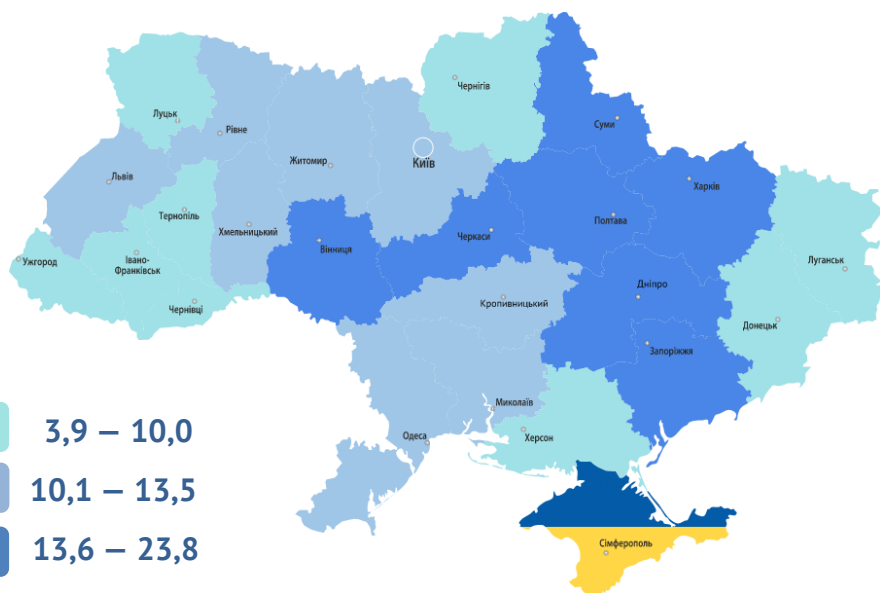 Чернігів
Луцьк
Суми
Рівне
Київ
Житомир
Львів
Харків
Тернопіль
Полтава
Хмельницький
Черкаси
Вінниця
Ужгород
Івано-
Франківськ
Луганськ
Дніпро
Кропивницький
Чернівці
Донецьк
Запоріжжя
Миколаїв
Одеса
Херсон
3,9 — 10,0
10,1 — 13,5
13,6 — 23,8
Сімферополь